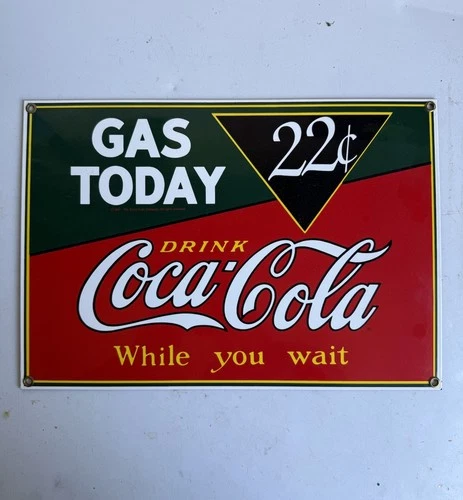 GAS
TODAY
22¢
DRINK
Coca-Cola
While you wait